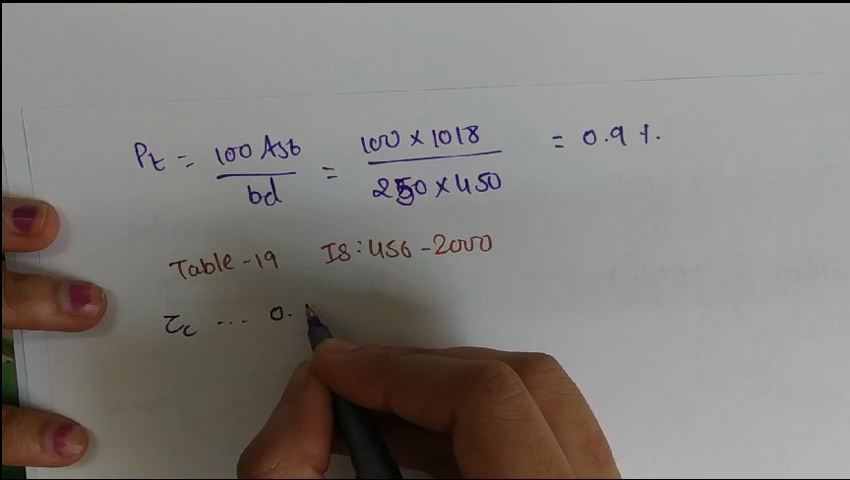 Pt = 100 Ast / bd = 100 × 1018 / 250 × 450 = 0.9 %.
Table - 19 IS : 456 - 2000
τc ... 0.